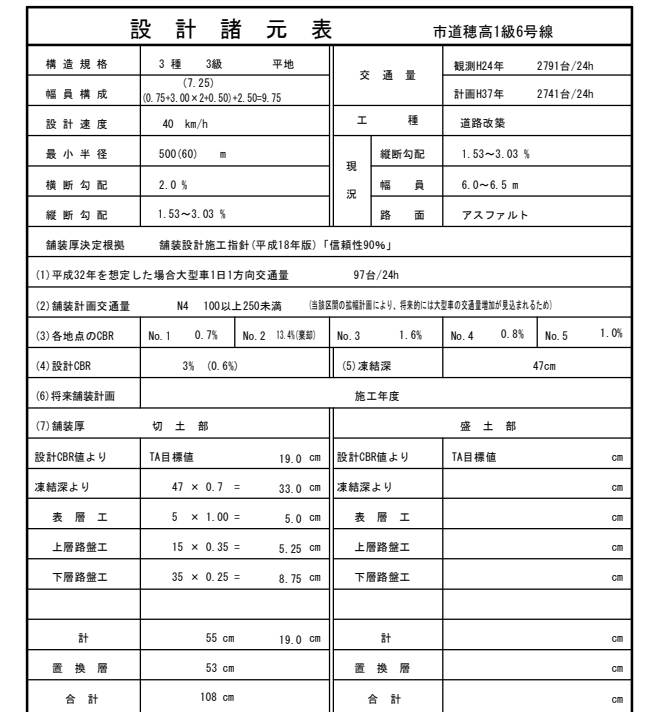 設計諸元表 市道穂高1級6号線
構造規格 3種 3級 平地 交通量 観測H24年 2791台/24h
幅員構成 (7.25) (0.75+3.00×2+0.50)+2.50=9.75 計画H37年 2741台/24h
設計速度 40 km/h 工種 道路改築
最小半径 500(60) m 現況 縦断勾配 1.53～3.03 %
横断勾配 2.0 % 幅員 6.0～6.5 m
縦断勾配 1.53～3.03 % 路面 アスファルト
舗装厚決定根拠 舗装設計施工指針(平成18年版)「信頼性90%」
(1)平成32年を想定した場合大型車1日1方向交通量 97台/24h
(2)舗装計画交通量 N4 100以上250未満 (当該区間の拡幅計画により、将来的には大型車の交通量増加が見込まれるため)
(3)各地点のCBR No.1 0.7% No.2 13.4%(棄却) No.3 1.6% No.4 0.8% No.5 1.0%
(4)設計CBR 3% (0.6%) (5)凍結深 47cm
(6)将来舗装計画 施工年度
(7)舗装厚 切土部 盛土部
設計CBR値より TA目標値 19.0 cm 設計CBR値より TA目標値 cm
凍結深より 47 × 0.7 = 33.0 cm 凍結深より cm
表層工 5 × 1.00 = 5.0 cm 表層工 cm
上層路盤工 15 × 0.35 = 5.25 cm 上層路盤工 cm
下層路盤工 35 × 0.25 = 8.75 cm 下層路盤工 cm
計 55 cm 19.0 cm 計 cm
置換層 53 cm 置換層 cm
合計 108 cm 合計 cm